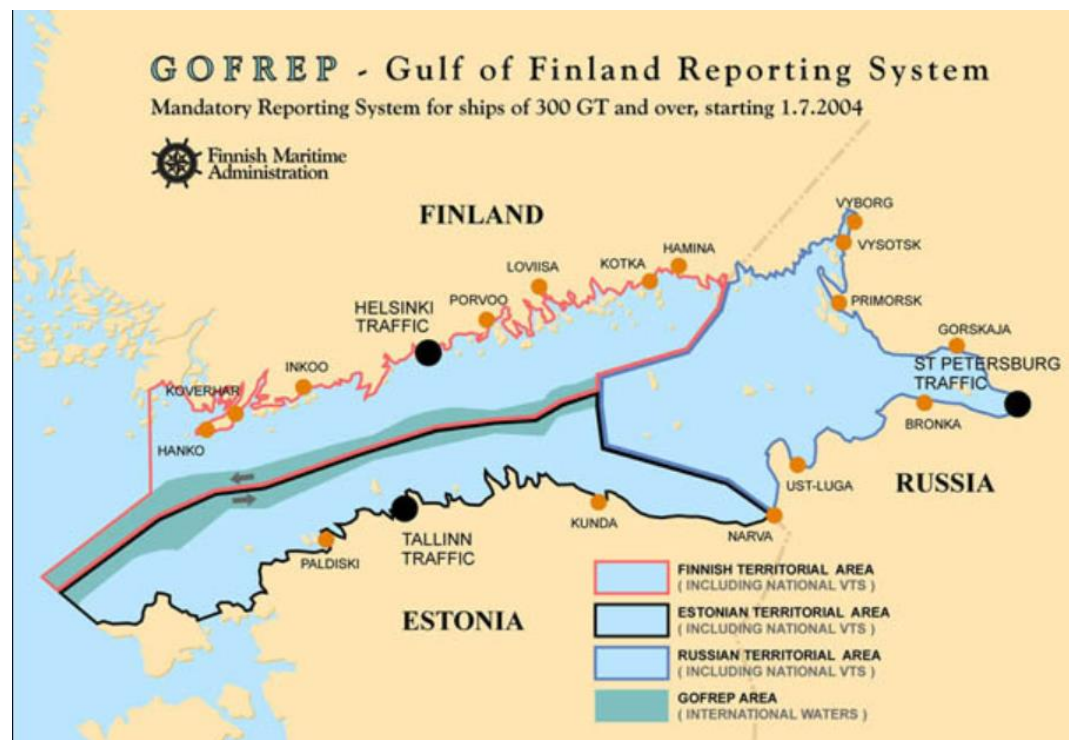 GOFREP - Gulf of Finland Reporting System
Mandatory Reporting System for ships of 300 GT and over, starting 1.7.2004
Finnish Maritime
Administration
FINLAND
VYBORG
VYSOTSK
HAMINA
KOTKA
LOVIISA
PORVOO
PRIMORSK
HELSINKI
TRAFFIC
GORSKAJA
ST PETERSBURG
TRAFFIC
INKOO
KOVERHAR
BRONKA
HANKO
UST-LUGA
RUSSIA
KUNDA
NARVA
TALLINN
TRAFFIC
PALDISKI
ESTONIA
FINNISH TERRITORIAL AREA
( INCLUDING NATIONAL VTS )
ESTONIAN TERRITORIAL AREA
( INCLUDING NATIONAL VTS )
RUSSIAN TERRITORIAL AREA
( INCLUDING NATIONAL VTS )
GOFREP AREA
( INTERNATIONAL WATERS )